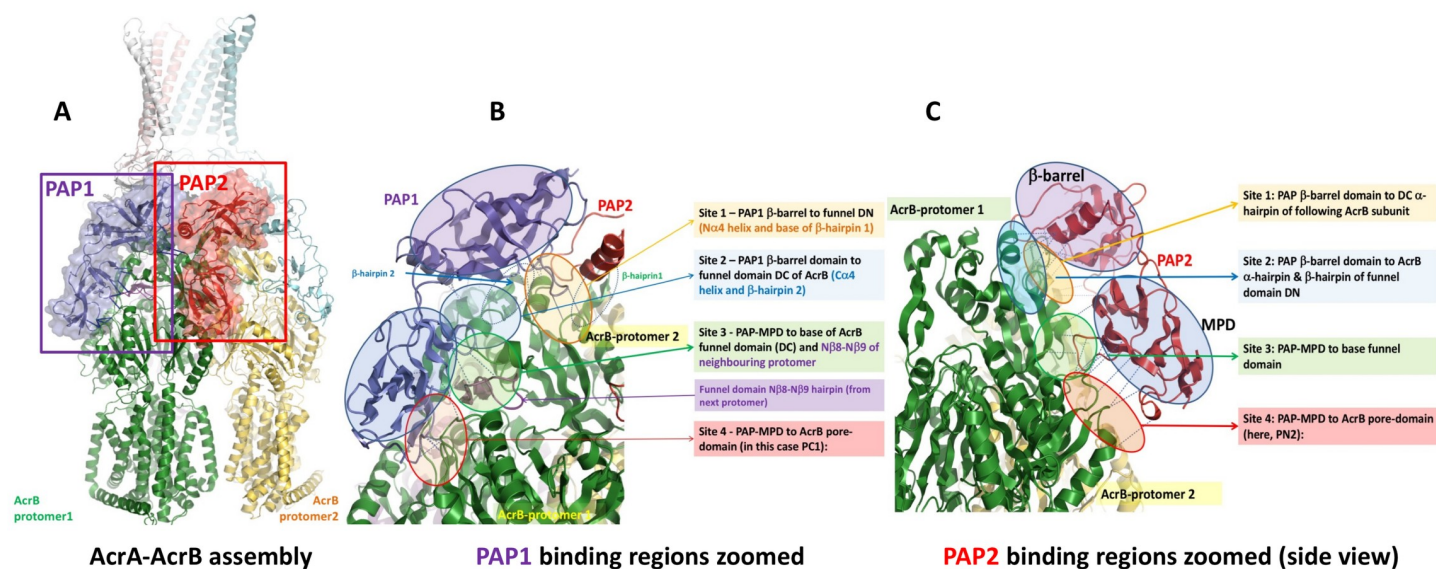 A
PAP1
PAP2
AcrB
protomer1
AcrB
protomer2
AcrA-AcrB assembly
B
PAP1
PAP2
β-hairpin 2
β-haiprin1
AcrB-protomer 2
AcrB-protomer 1
Site 1 – PAP1 β-barrel to funnel DN
(Nα4 helix and base of β-hairpin 1)
Site 2 – PAP1 β-barrel domain to
funnel domain DC of AcrB (Cα4
helix and β-hairpin 2)
Site 3 - PAP-MPD to base of AcrB
funnel domain (DC) and Nβ8-Nβ9 of
neighbouring protomer
Funnel domain Nβ8-Nβ9 hairpin (from
next protomer)
Site 4 - PAP-MPD to AcrB pore-
domain (in this case PC1):
PAP1 binding regions zoomed
C
β-barrel
AcrB-protomer 1
PAP2
MPD
AcrB-protomer 2
Site 1: PAP β-barrel domain to DC α-
hairpin of following AcrB subunit
Site 2: PAP β-barrel domain to AcrB
α-hairpin & β-hairpin of funnel
domain DN
Site 3: PAP-MPD to base funnel
domain
Site 4: PAP-MPD to AcrB pore-domain
(here, PN2):
PAP2 binding regions zoomed (side view)